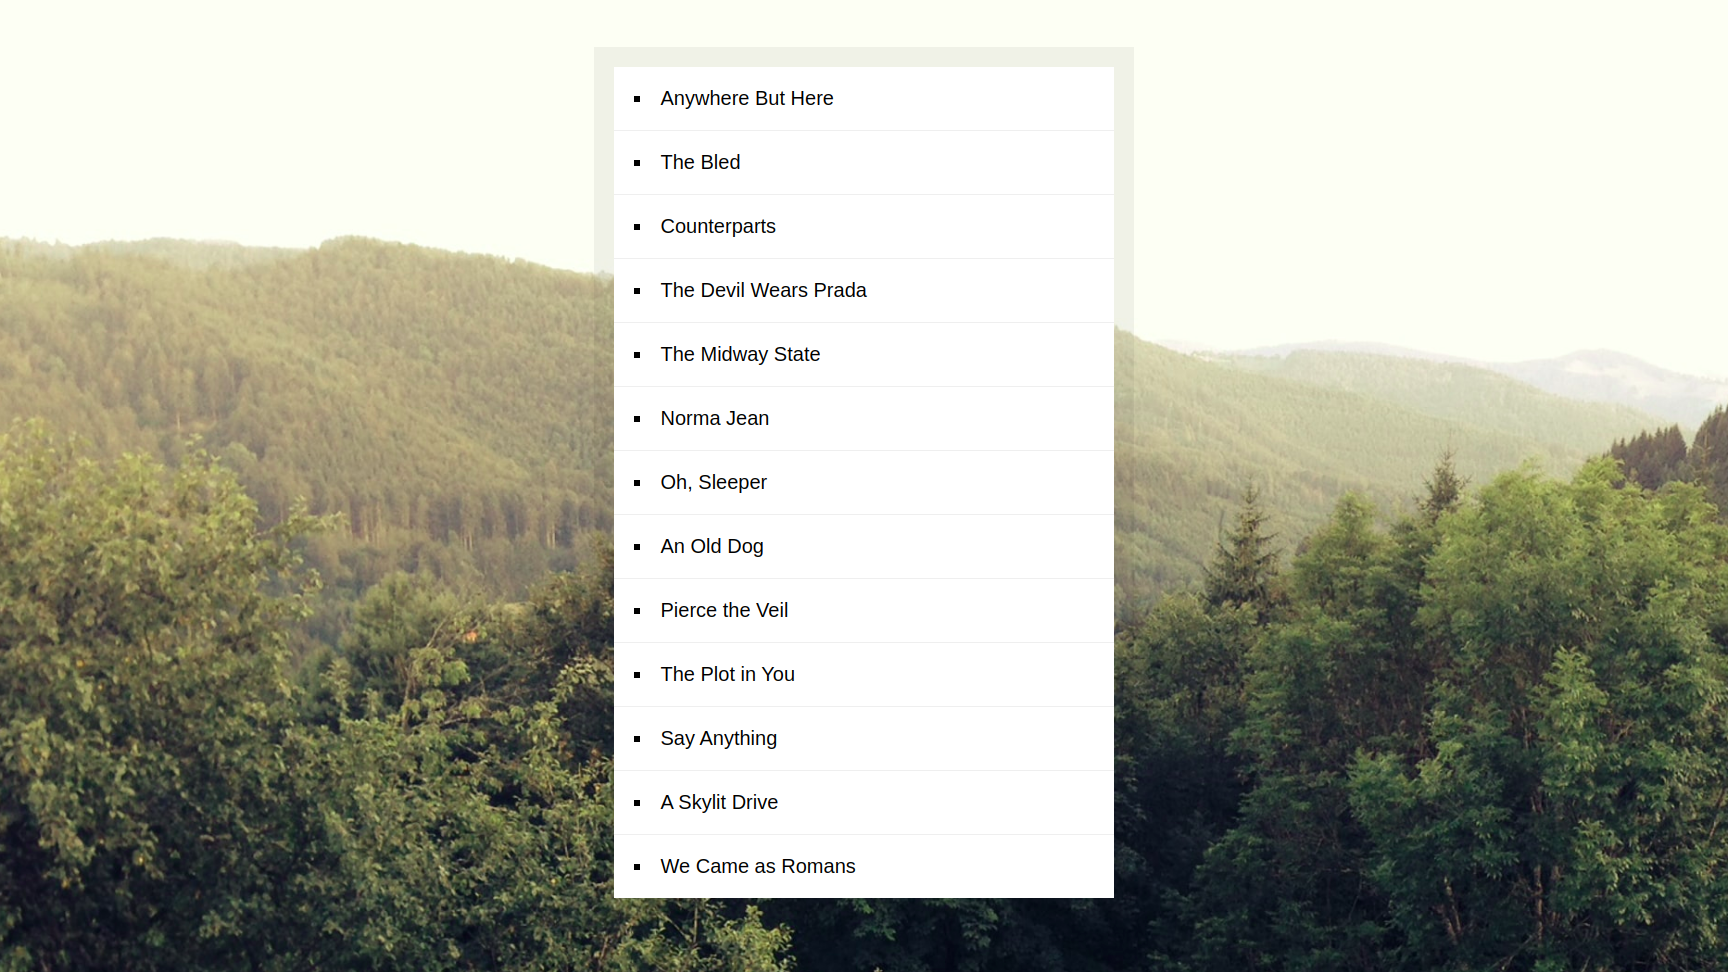 Anywhere But Here
The Bled
Counterparts
The Devil Wears Prada
The Midway State
Norma Jean
Oh, Sleeper
An Old Dog
Pierce the Veil
The Plot in You
Say Anything
A Skylit Drive
We Came as Romans